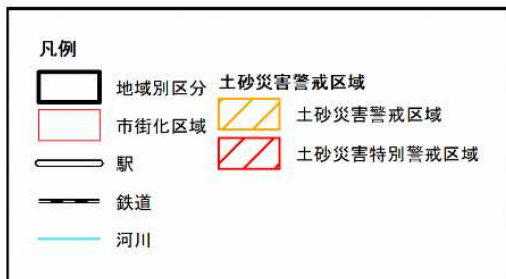 凡例
地域別区分
市街化区域
駅
鉄道
河川
土砂災害警戒区域
土砂災害警戒区域
土砂災害特別警戒区域